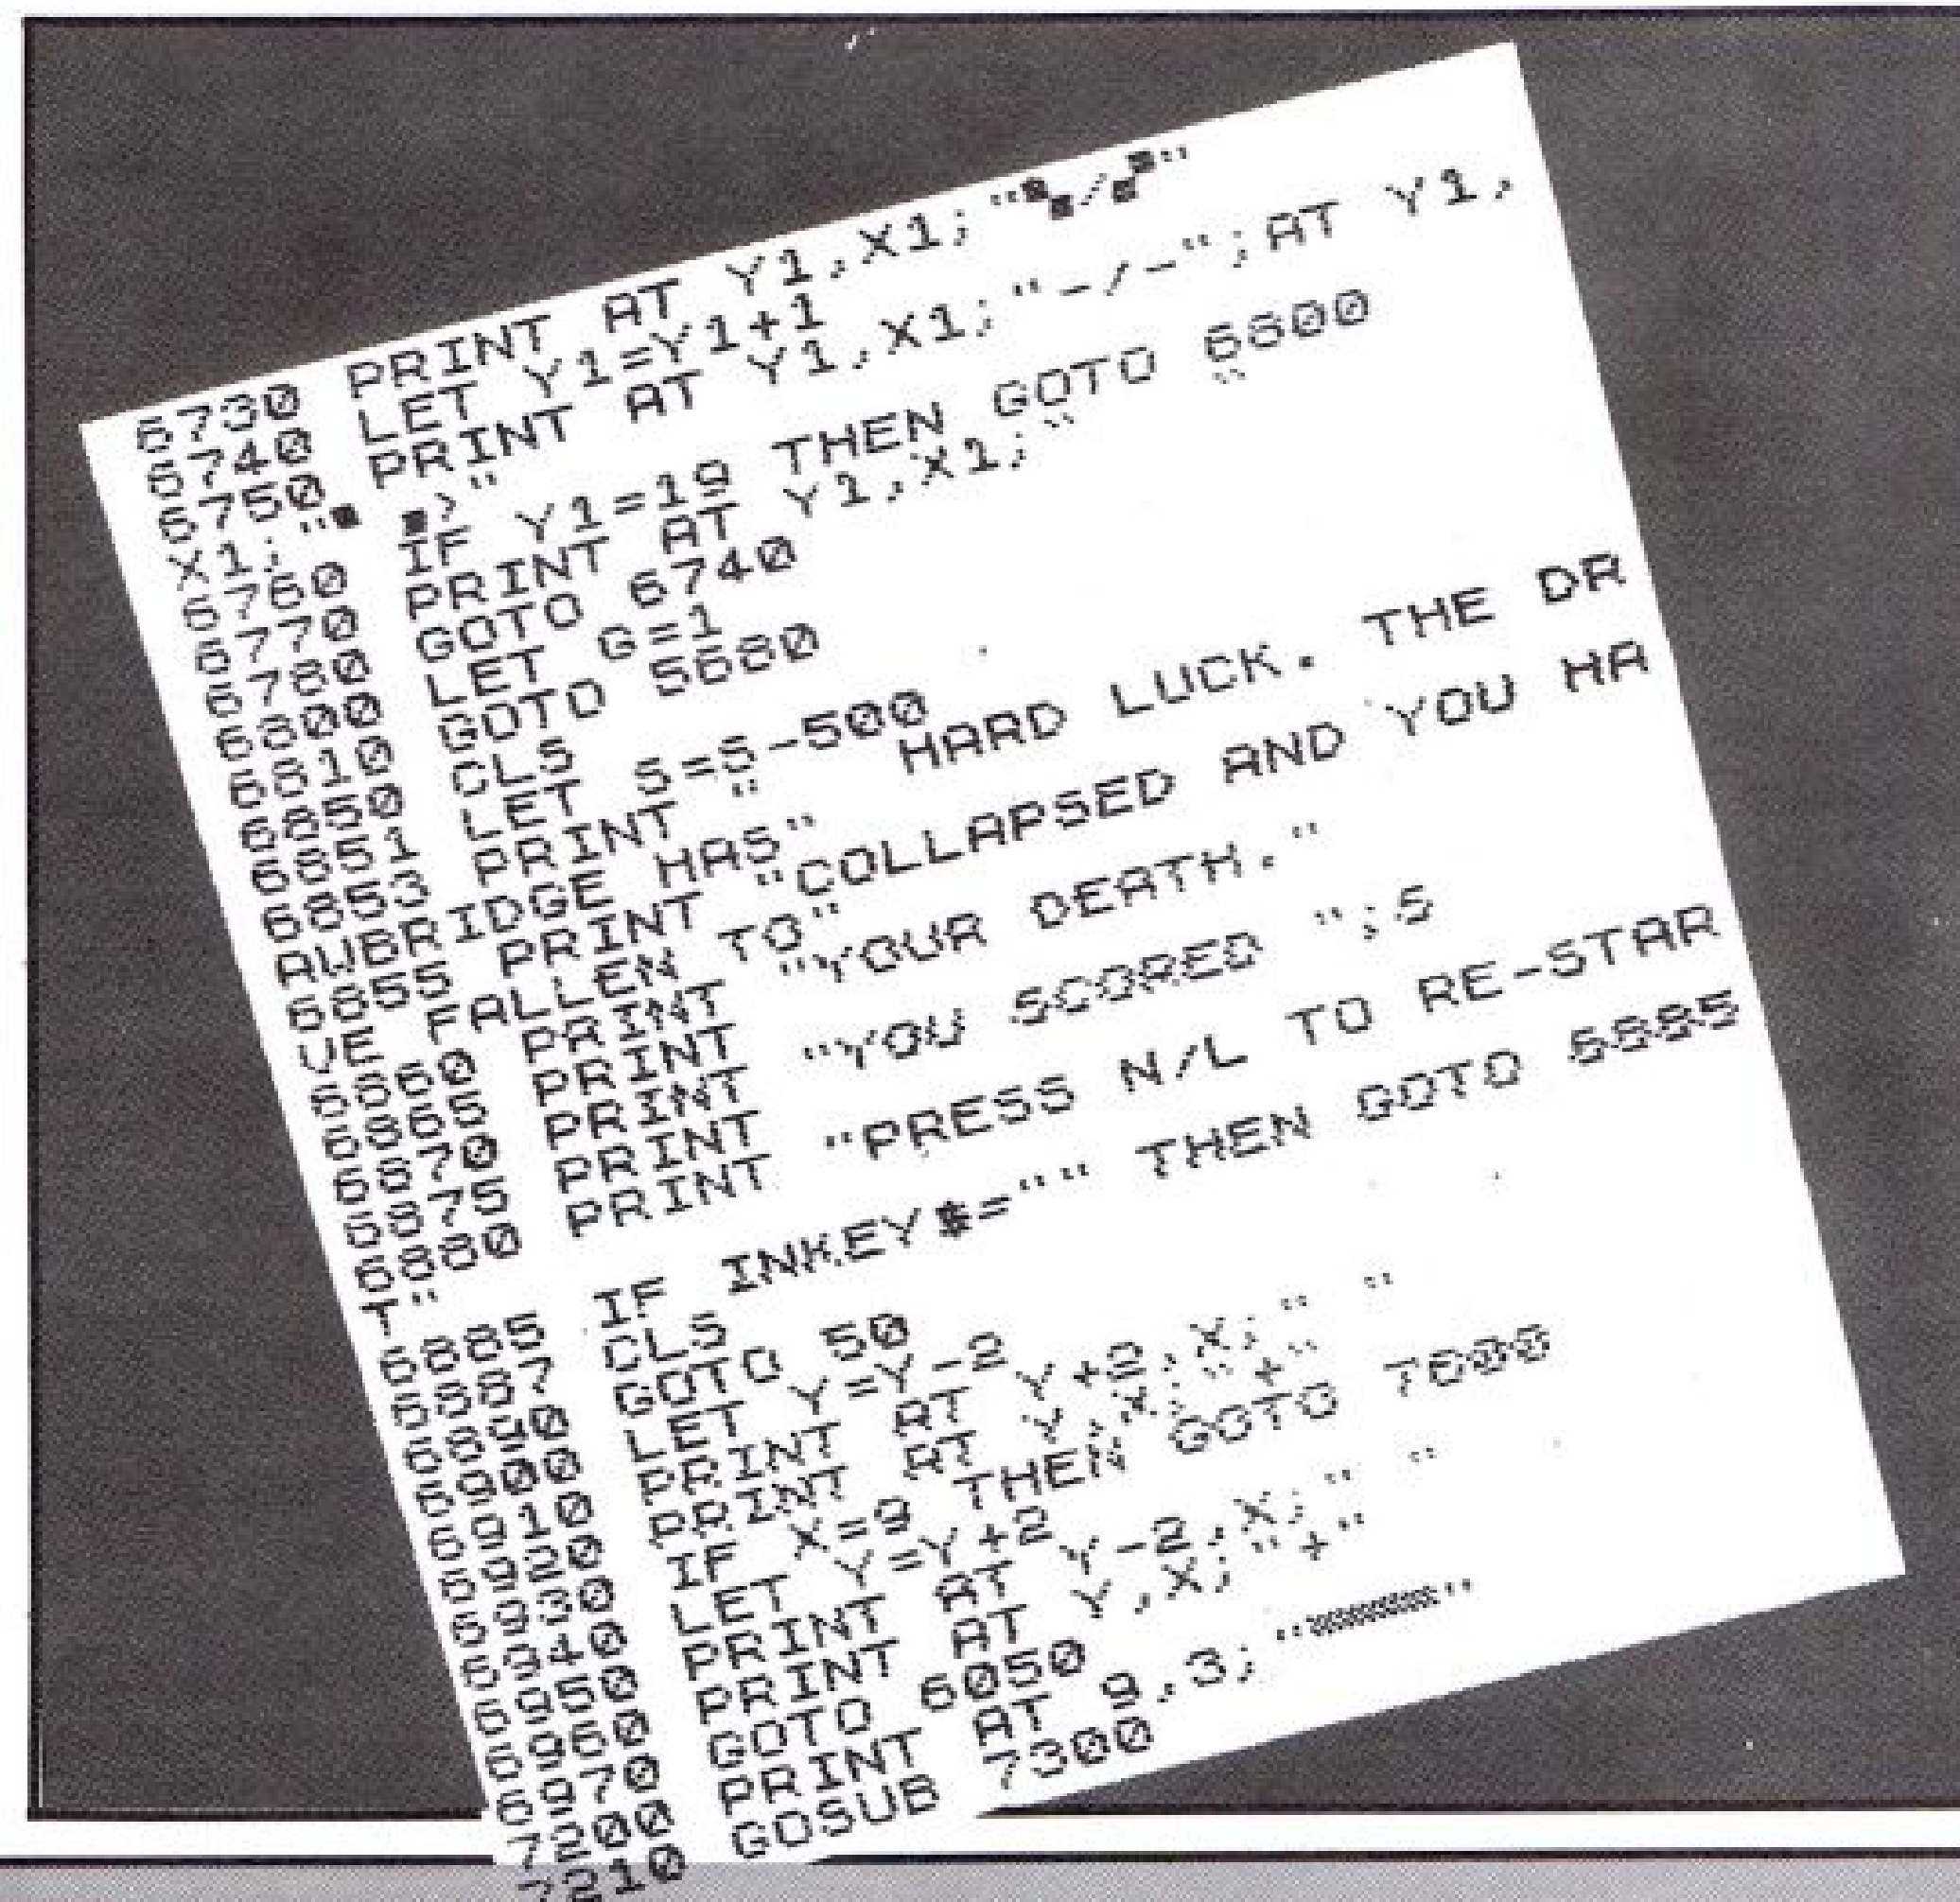 6730 PRINT AT Y1,X1;"▀▄/▄▀"
6740 LET Y1=Y1+1
6750 PRINT AT Y1,X1;"-/-";AT Y1,
X1;"■ ■>"
6760 IF Y1=19 THEN GOTO 6800
6770 PRINT AT Y1,X1;"     "
6780 GOTO 6740
6800 LET G=1
6810 GOTO 5680
6850 CLS
6851 LET S=S-500
6853 PRINT "   HARD LUCK. THE DR
AWBRIDGE HAS"
6855 PRINT "COLLAPSED AND YOU HA
VE FALLEN TO"
6860 PRINT "YOUR DEATH."
6865 PRINT
6870 PRINT "YOU SCORED ";S
6875 PRINT
6880 PRINT "PRESS N/L TO RE-STAR
T"
6885 IF INKEY$="" THEN GOTO 6885
6887 CLS
6890 GOTO 50
6900 LET Y=Y-2
6910 PRINT AT Y+2,X;" "
6920 PRINT AT Y,X;"+"
6930 IF X=9 THEN GOTO 7000
6940 LET Y=Y+2
6950 PRINT AT Y-2,X;" "
6960 PRINT AT Y,X;"+"
6970 GOTO 6050
7200 PRINT AT 9,3;"▒▒▒▒▒▒"
7210 GOSUB 7300